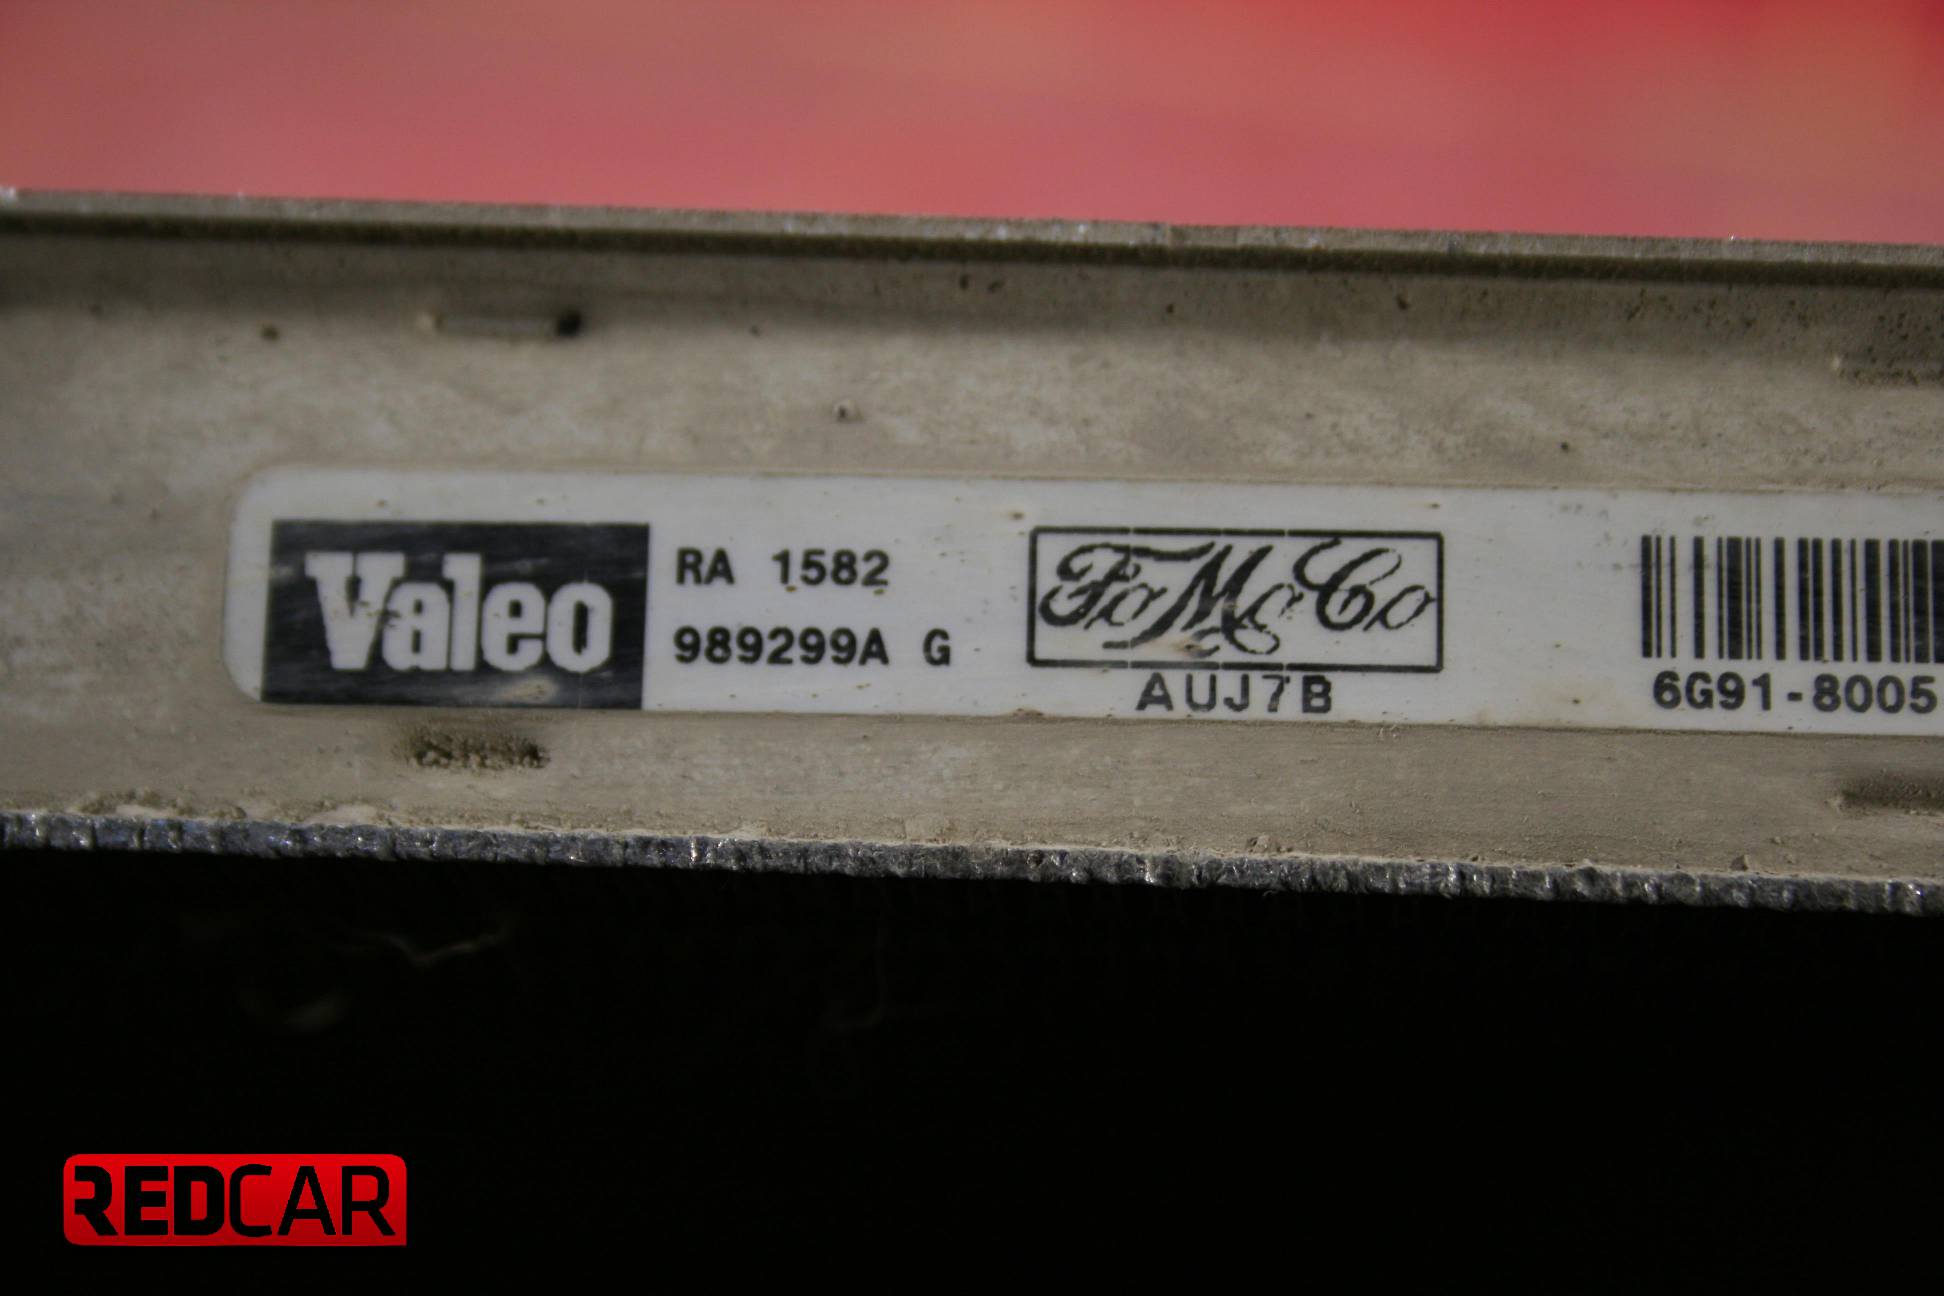 Valeo
RA 1582
989299A G
FoMoCo
AUJ7B
6G91-8005
REDCAR